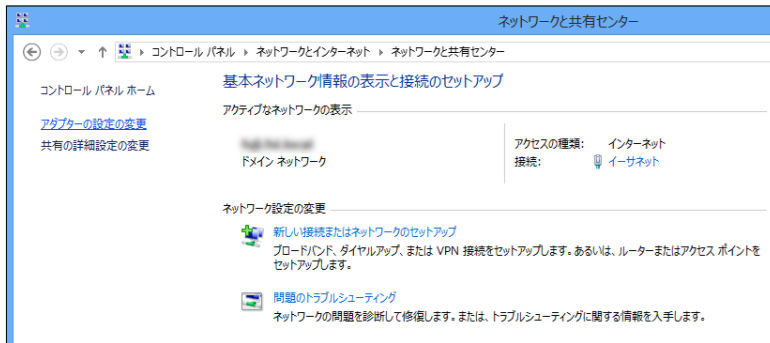 ネットワークと共有センター
コントロール パネル ネットワークとインターネット ネットワークと共有センター
コントロール パネル ホーム
アダプターの設定の変更
共有の詳細設定の変更
基本ネットワーク情報の表示と接続のセットアップ
アクティブなネットワークの表示
ドメイン ネットワーク
アクセスの種類: インターネット
接続: イーサネット
ネットワーク設定の変更
新しい接続またはネットワークのセットアップ
ブロードバンド、ダイヤルアップ、または VPN 接続をセットアップします。あるいは、ルーターまたはアクセス ポイントを
セットアップします。
問題のトラブルシューティング
ネットワークの問題を診断して修復します。または、トラブルシューティングに関する情報を入手します。